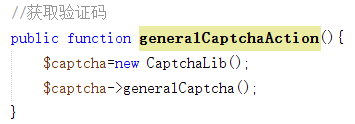 //获取验证码
public function generalCaptchaAction(){
$captcha=new CaptchaLib();
$captcha->generalCaptcha();
}